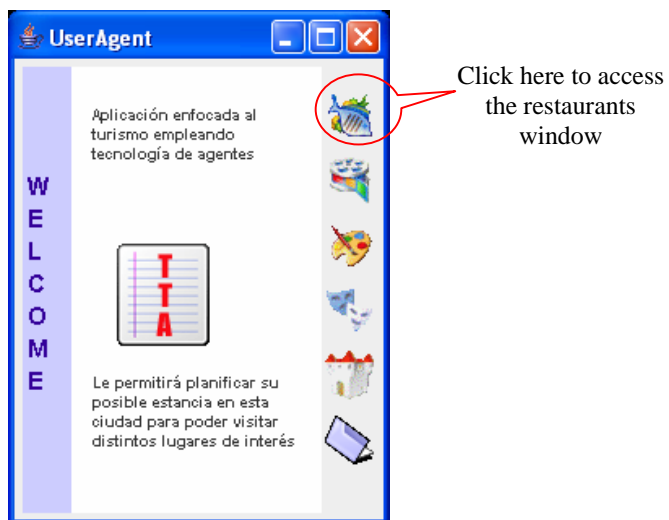 UserAgent
WELCOME
Aplicación enfocada al
turismo empleando
tecnología de agentes
TTA
Le permitirá planificar su
posible estancia en esta
ciudad para poder visitar
distintos lugares de interés
Click here to access
the restaurants
window